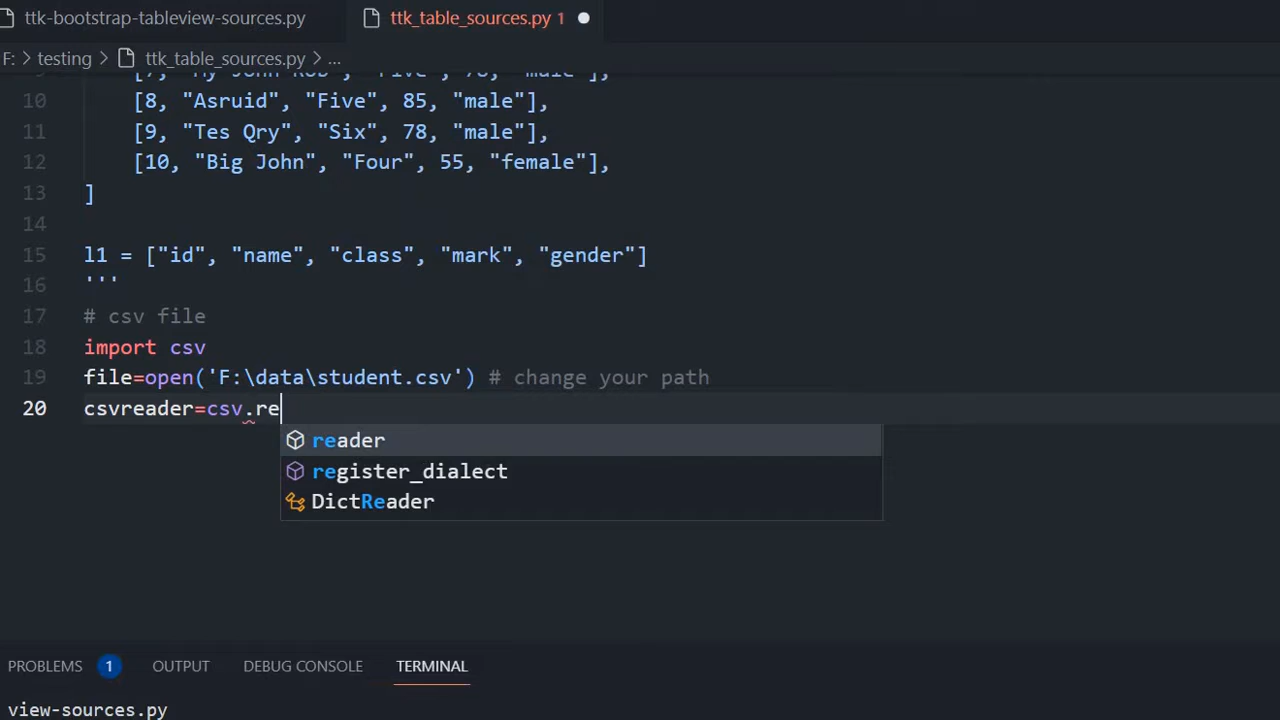 ttk-bootstrap-tableview-sources.py
ttk_table_sources.py 1
F: > testing > ttk_table_sources.py > ...
10 [8, "Asruid", "Five", 85, "male"],
11 [9, "Tes Qry", "Six", 78, "male"],
12 [10, "Big John", "Four", 55, "female"],
13 ]
14
15 l1 = ["id", "name", "class", "mark", "gender"]
16 '''
17 # csv file
18 import csv
19 file=open('F:\data\student.csv') # change your path
20 csvreader=csv.re
reader
register_dialect
DictReader
PROBLEMS 1 OUTPUT DEBUG CONSOLE TERMINAL
view-sources.py